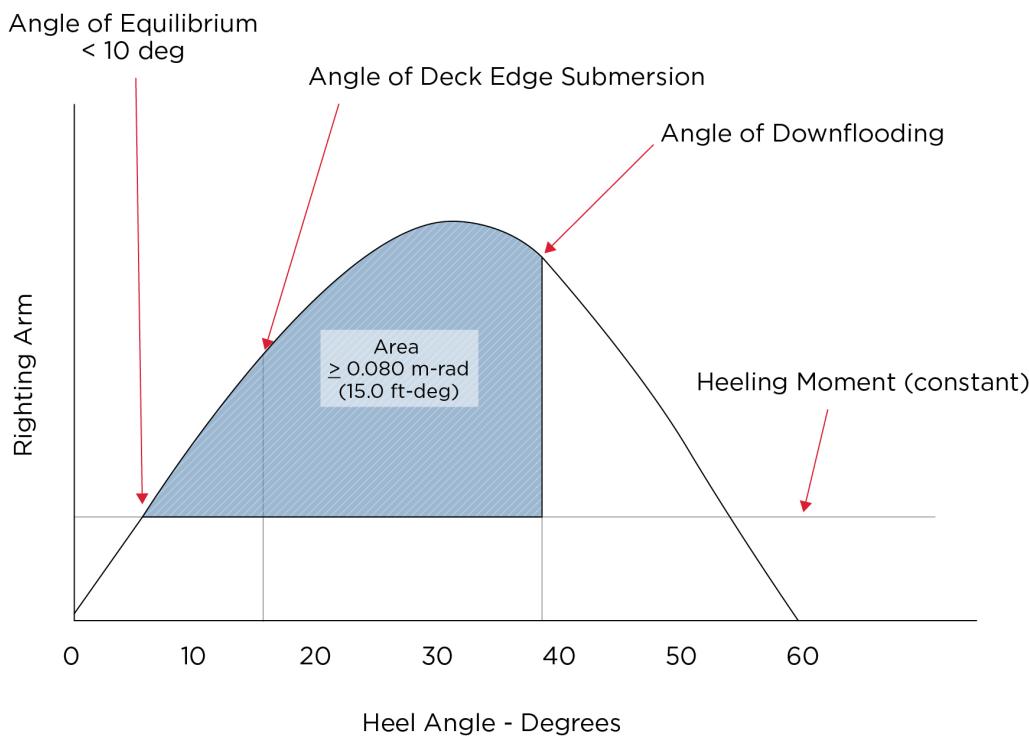 Angle of Equilibrium
< 10 deg
Angle of Deck Edge Submersion
Angle of Downflooding
Area
≥ 0.080 m-rad
(15.0 ft-deg)
Heeling Moment (constant)
Righting Arm
0 10 20 30 40 50 60
Heel Angle - Degrees